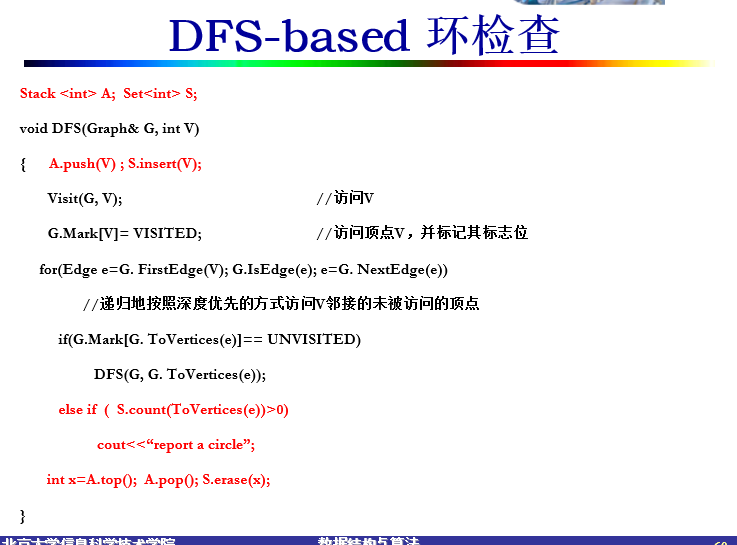 DFS-based 环检查
Stack <int> A;  Set<int> S;
void DFS(Graph& G, int V)
{ A.push(V) ; S.insert(V);
Visit(G, V); //访问V
G.Mark[V]= VISITED; //访问顶点V，并标记其标志位
for(Edge e=G. FirstEdge(V); G.IsEdge(e); e=G. NextEdge(e))
//递归地按照深度优先的方式访问V邻接的未被访问的顶点
if(G.Mark[G. ToVertices(e)]== UNVISITED)
DFS(G, G. ToVertices(e));
else if ( S.count(ToVertices(e))>0)
cout<<“report a circle”;
int x=A.top(); A.pop(); S.erase(x);
}
北京大学信息科学技术学院 数据结构与算法